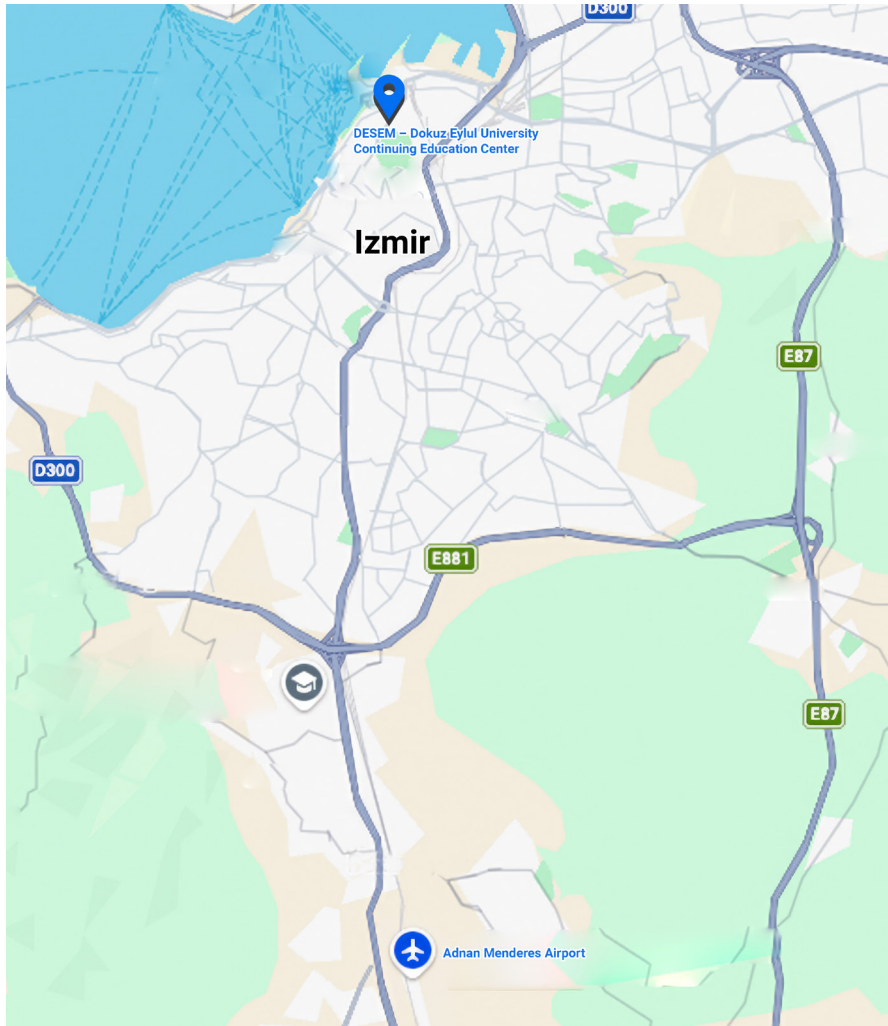 D300
DESEM – Dokuz Eylul University
Continuing Education Center
Izmir
E87
D300
E881
E87
Adnan Menderes Airport